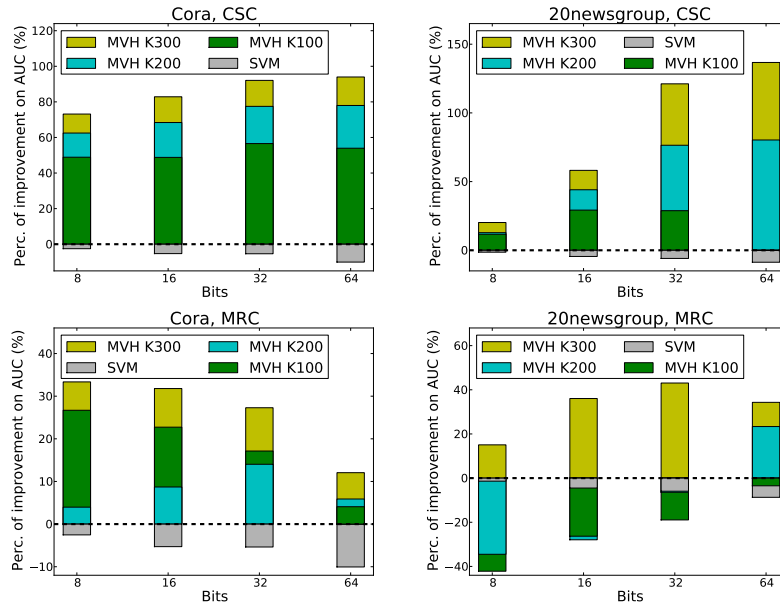 Cora, CSC
Perc. of improvement on AUC (%)
120
100
80
60
40
20
0
MVH K300
MVH K200
MVH K100
SVM
8 16 32 64
Bits
20newsgroup, CSC
Perc. of improvement on AUC (%)
150
100
50
0
MVH K300
MVH K200
SVM
MVH K100
8 16 32 64
Bits
Cora, MRC
Perc. of improvement on AUC (%)
40
30
20
10
0
−10
MVH K300
SVM
MVH K200
MVH K100
8 16 32 64
Bits
20newsgroup, MRC
Perc. of improvement on AUC (%)
60
40
20
0
−20
−40
MVH K300
MVH K200
SVM
MVH K100
8 16 32 64
Bits